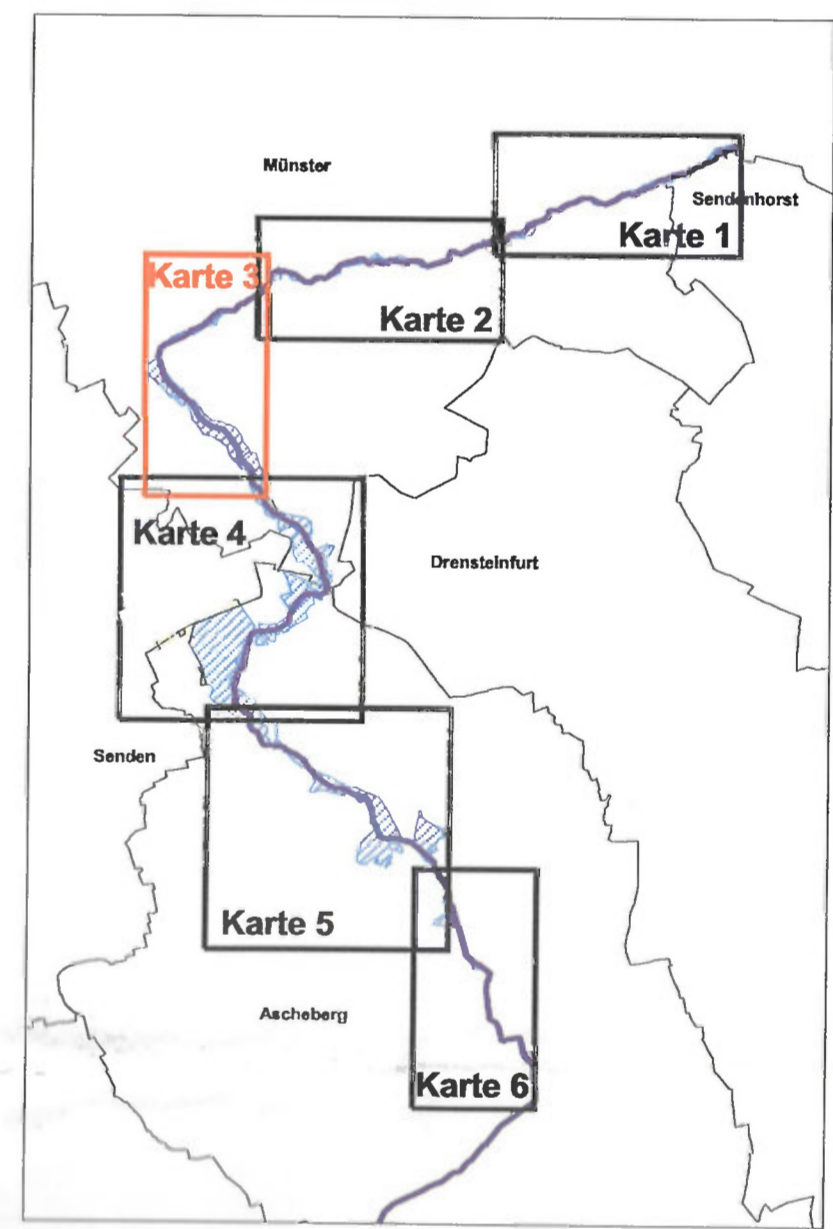 Münster
Sendenhorst
Karte 1
Karte 3
Karte 2
Karte 4
Drensteinfurt
Senden
Karte 5
Ascheberg
Karte 6